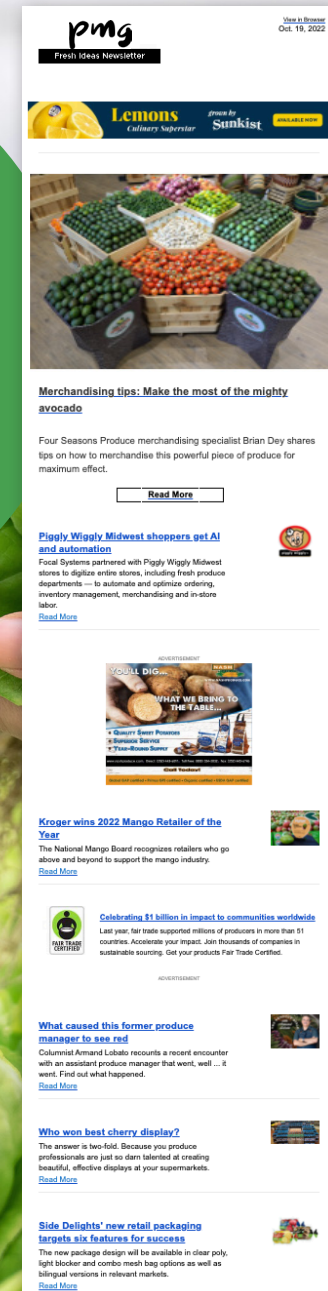 View in Browser
Oct. 19, 2022
pmg
Fresh Ideas Newsletter
Lemons
Culinary Superstar
grown by
Sunkist
AVAILABLE NOW
Merchandising tips: Make the most of the mighty
avocado
Four Seasons Produce merchandising specialist Brian Dey shares
tips on how to merchandise this powerful piece of produce for
maximum effect.
Read More
Piggly Wiggly Midwest shoppers get AI
and automation
Focal Systems partnered with Piggly Wiggly Midwest
stores to digitize entire stores, including fresh produce
departments — to automate and optimize ordering,
inventory management, merchandising and in-store
labor.
Read More
ADVERTISEMENT
YOU'LL DIG...
NASH
WHAT WE BRING TO
THE TABLE...
• QUALITY SWEET POTATOES
• SUPERIOR SERVICE
• YEAR-ROUND SUPPLY
Call Today!
Kroger wins 2022 Mango Retailer of the
Year
The National Mango Board recognizes retailers who go
above and beyond to support the mango industry.
Read More
FAIR TRADE
CERTIFIED
Celebrating $1 billion in impact to communities worldwide
Last year, fair trade supported millions of producers in more than 51
countries. Accelerate your impact. Join thousands of companies in
sustainable sourcing. Get your products Fair Trade Certified.
ADVERTISEMENT
What caused this former produce
manager to see red
Columnist Armand Lobato recounts a recent encounter
with an assistant produce manager that went, well ... it
went. Find out what happened.
Read More
Who won best cherry display?
The answer is two-fold. Because you produce
professionals are just so darn talented at creating
beautiful, effective displays at your supermarkets.
Read More
Side Delights' new retail packaging
targets six features for success
The new package design will be available in clear poly,
light blocker and combo mesh bag options as well as
bilingual versions in relevant markets.
Read More